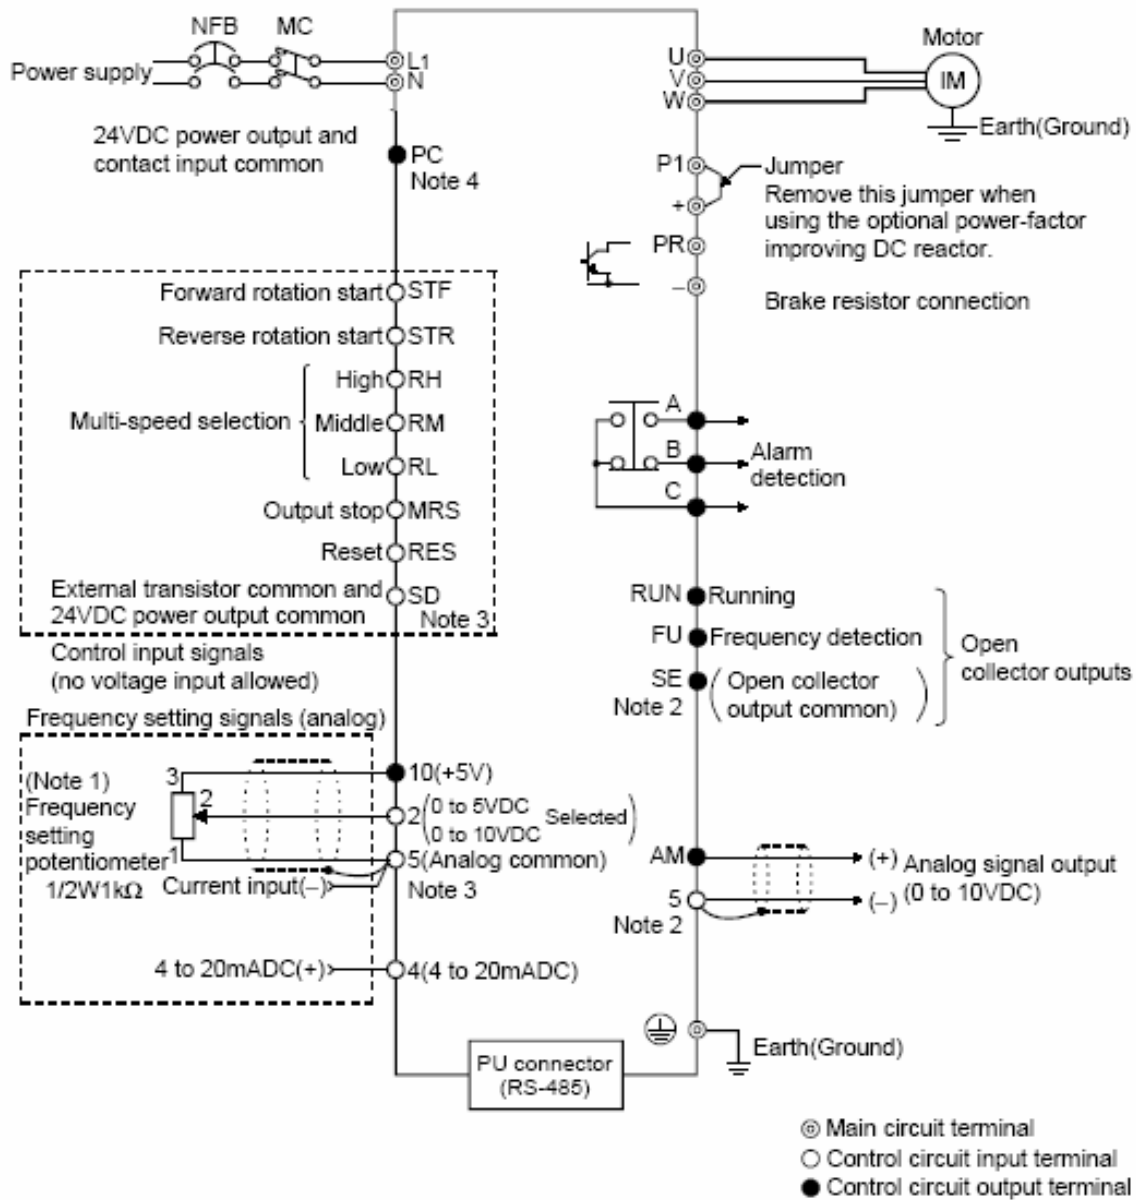 NFB
MC
Power supply
L1
N
24VDC power output and
contact input common
PC
Note 4
Forward rotation start
STF
Reverse rotation start
STR
High
RH
Multi-speed selection
Middle
RM
Low
RL
Output stop
MRS
Reset
RES
External transistor common and
24VDC power output common
SD
Note 3
Control input signals
(no voltage input allowed)
Frequency setting signals (analog)
(Note 1)
Frequency
setting
potentiometer
1/2W1kΩ
3
2
1
10(+5V)
2
(0 to 5VDC
0 to 10VDC
Selected)
5(Analog common)
Note 3
Current input(–)
4 to 20mADC(+)
4(4 to 20mADC)
PU connector
(RS-485)
U
V
W
Motor
IM
Earth(Ground)
P1
+
Jumper
Remove this jumper when
using the optional power-factor
improving DC reactor.
PR
–
Brake resistor connection
A
B
C
Alarm
detection
RUN
Running
FU
Frequency detection
SE
Note 2
(Open collector
output common)
Open
collector outputs
AM
5
Note 2
(+)
(–)
Analog signal output
(0 to 10VDC)
Earth(Ground)
Main circuit terminal
Control circuit input terminal
Control circuit output terminal